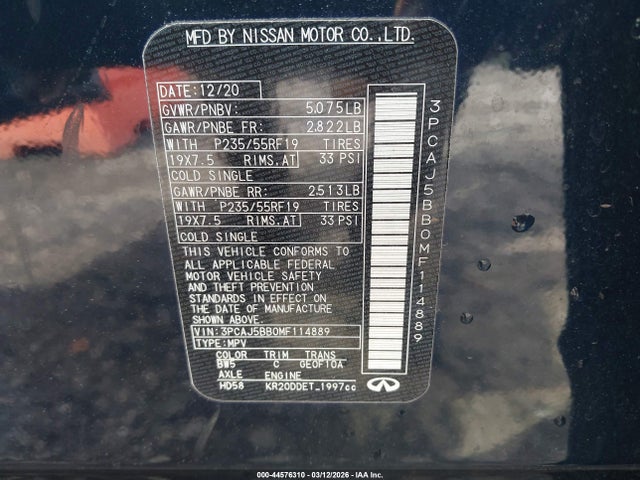 MFD BY NISSAN MOTOR CO.,LTD.
DATE:12/20
GVWR/PNBV: 5,075LB
GAWR/PNBE FR: 2,822LB
WITH P235/55RF19 TIRES
19X7.5 RIMS.AT 33 PSI
COLD SINGLE
GAWR/PNBE RR: 2,513LB
WITH P235/55RF19 TIRES
19X7.5 RIMS.AT 33 PSI
COLD SINGLE
THIS VEHICLE CONFORMS TO
ALL APPLICABLE FEDERAL
MOTOR VEHICLE SAFETY
AND THEFT PREVENTION
STANDARDS IN EFFECT ON
THE DATE OF MANUFACTURE
SHOWN ABOVE.
VIN:3PCAJ5BB0MF114889
TYPE:MPV
COLOR TRIM TRANS
BW5 C GE0F10A
AXLE ENGINE
HD58 KR20DDET_1997cc
3PCAJ5BB0MF114889
INFINITI
000-44576310 - 03/12/2026 - IAA Inc.